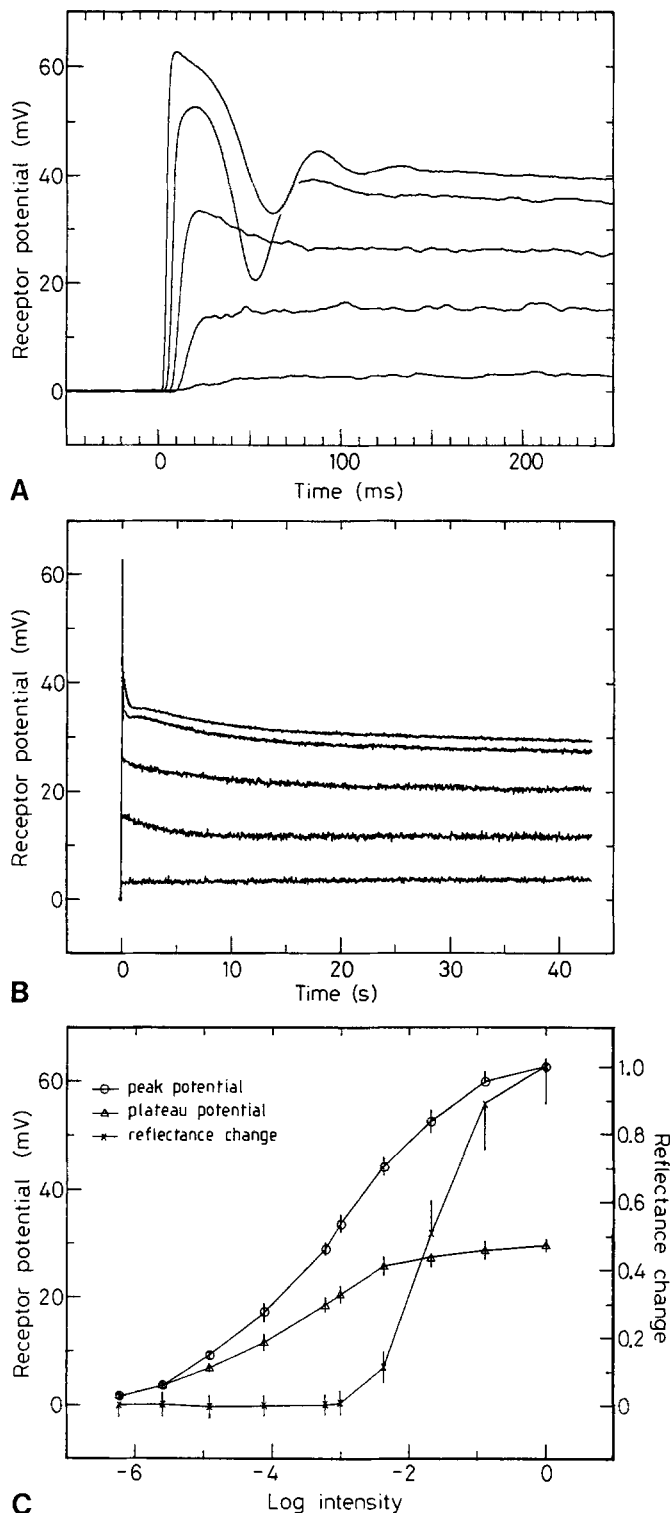 60
40
20
0
Receptor potential (mV)
0
100
200
Time (ms)
A
60
40
20
0
Receptor potential (mV)
0
10
20
30
40
Time (s)
B
peak potential
plateau potential
reflectance change
60
40
20
0
Receptor potential (mV)
1.0
0.8
0.6
0.4
0.2
0
Reflectance change
-6
-4
-2
0
Log intensity
C